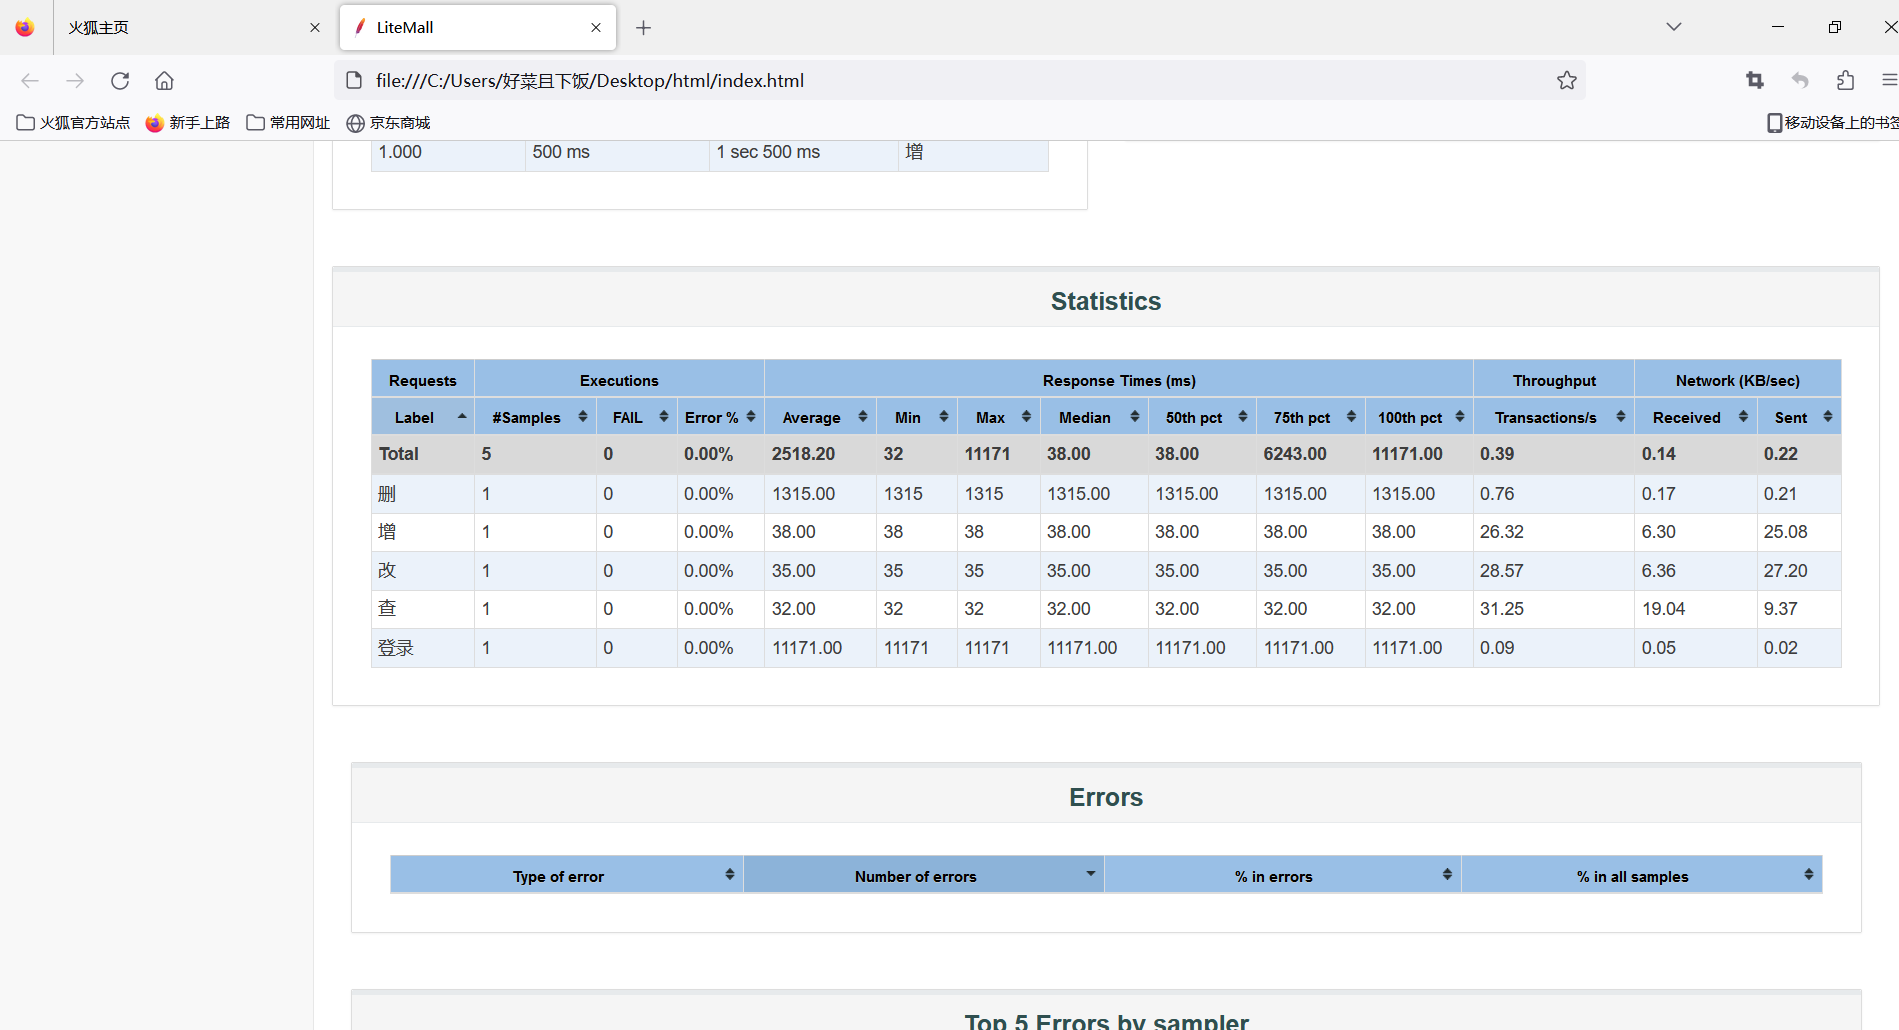 火狐主页
LiteMall
file:///C:/Users/好菜且下饭/Desktop/html/index.html
火狐官方站点 新手上路 常用网址 京东商城 移动设备上的书签
1.000 500 ms 1 sec 500 ms 增
Statistics
Requests Executions Response Times (ms) Throughput Network (KB/sec)
Label #Samples FAIL Error % Average Min Max Median 50th pct 75th pct 100th pct Transactions/s Received Sent
Total 5 0 0.00% 2518.20 32 11171 38.00 38.00 6243.00 11171.00 0.39 0.14 0.22
删 1 0 0.00% 1315.00 1315 1315 1315.00 1315.00 1315.00 1315.00 0.76 0.17 0.21
增 1 0 0.00% 38.00 38 38 38.00 38.00 38.00 38.00 26.32 6.30 25.08
改 1 0 0.00% 35.00 35 35 35.00 35.00 35.00 35.00 28.57 6.36 27.20
查 1 0 0.00% 32.00 32 32 32.00 32.00 32.00 32.00 31.25 19.04 9.37
登录 1 0 0.00% 11171.00 11171 11171 11171.00 11171.00 11171.00 11171.00 0.09 0.05 0.02
Errors
Type of error Number of errors % in errors % in all samples
Top 5 Errors by sampler